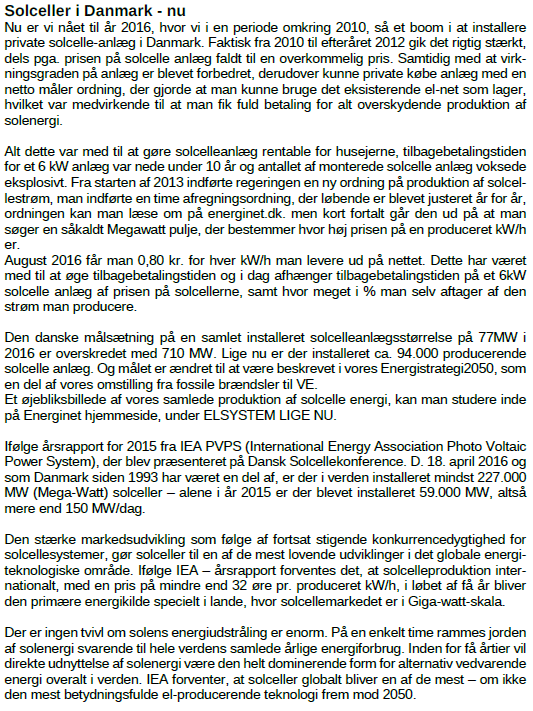 Solceller i Danmark - nu
Nu er vi nået til år 2016, hvor vi i en periode omkring 2010, så et boom i at installere
private solcelle-anlæg i Danmark. Faktisk fra 2010 til efteråret 2012 gik det rigtig stærkt,
dels pga. prisen på solcelle anlæg faldt til en overkommelig pris. Samtidig med at virk-
ningsgraden på anlæg er blevet forbedret, derudover kunne private købe anlæg med en
netto måler ordning, der gjorde at man kunne bruge det eksisterende el-net som lager,
hvilket var medvirkende til at man fik fuld betaling for alt overskydende produktion af
solenergi.
Alt dette var med til at gøre solcelleanlæg rentable for husejerne, tilbagebetalingstiden
for et 6 kW anlæg var nede under 10 år og antallet af monterede solcelle anlæg voksede
eksplosivt. Fra starten af 2013 indførte regeringen en ny ordning på produktion af solcel-
lestrøm, man indførte en time afregningsordning, der løbende er blevet justeret år for år,
ordningen kan man læse om på energinet.dk. men kort fortalt går den ud på at man
søger en såkaldt Megawatt pulje, der bestemmer hvor høj prisen på en produceret kW/h
er.
August 2016 får man 0,80 kr. for hver kW/h man levere ud på nettet. Dette har været
med til at øge tilbagebetalingstiden og i dag afhænger tilbagebetalingstiden på et 6kW
solcelle anlæg af prisen på solcellerne, samt hvor meget i % man selv aftager af den
strøm man producere.
Den danske målsætning på en samlet installeret solcelleanlægsstørrelse på 77MW i
2016 er overskredet med 710 MW. Lige nu er der installeret ca. 94.000 producerende
solcelle anlæg. Og målet er ændret til at være beskrevet i vores Energistrategi2050, som
en del af vores omstilling fra fossile brændsler til VE.
Et øjebliksbillede af vores samlede produktion af solcelle energi, kan man studere inde
på Energinet hjemmeside, under ELSYSTEM LIGE NU.
Ifølge årsrapport for 2015 fra IEA PVPS (International Energy Association Photo Voltaic
Power System), der blev præsenteret på Dansk Solcellekonference. D. 18. april 2016 og
som Danmark siden 1993 har været en del af, er der i verden installeret mindst 227.000
MW (Mega-Watt) solceller – alene i år 2015 er der blevet installeret 59.000 MW, altså
mere end 150 MW/dag.
Den stærke markedsudvikling som følge af fortsat stigende konkurrencedygtighed for
solcellesystemer, gør solceller til en af de mest lovende udviklinger i det globale energi-
teknologiske område. Ifølge IEA – årsrapport forventes det, at solcelleproduktion inter-
nationalt, med en pris på mindre end 32 øre pr. produceret kW/h, i løbet af få år bliver
den primære energikilde specielt i lande, hvor solcellemarkedet er i Giga-watt-skala.
Der er ingen tvivl om solens energiudstråling er enorm. På en enkelt time rammes jorden
af solenergi svarende til hele verdens samlede årlige energiforbrug. Inden for få årtier vil
direkte udnyttelse af solenergi være den helt dominerende form for alternativ vedvarende
energi overalt i verden. IEA forventer, at solceller globalt bliver en af de mest – om ikke
den mest betydningsfulde el-producerende teknologi frem mod 2050.